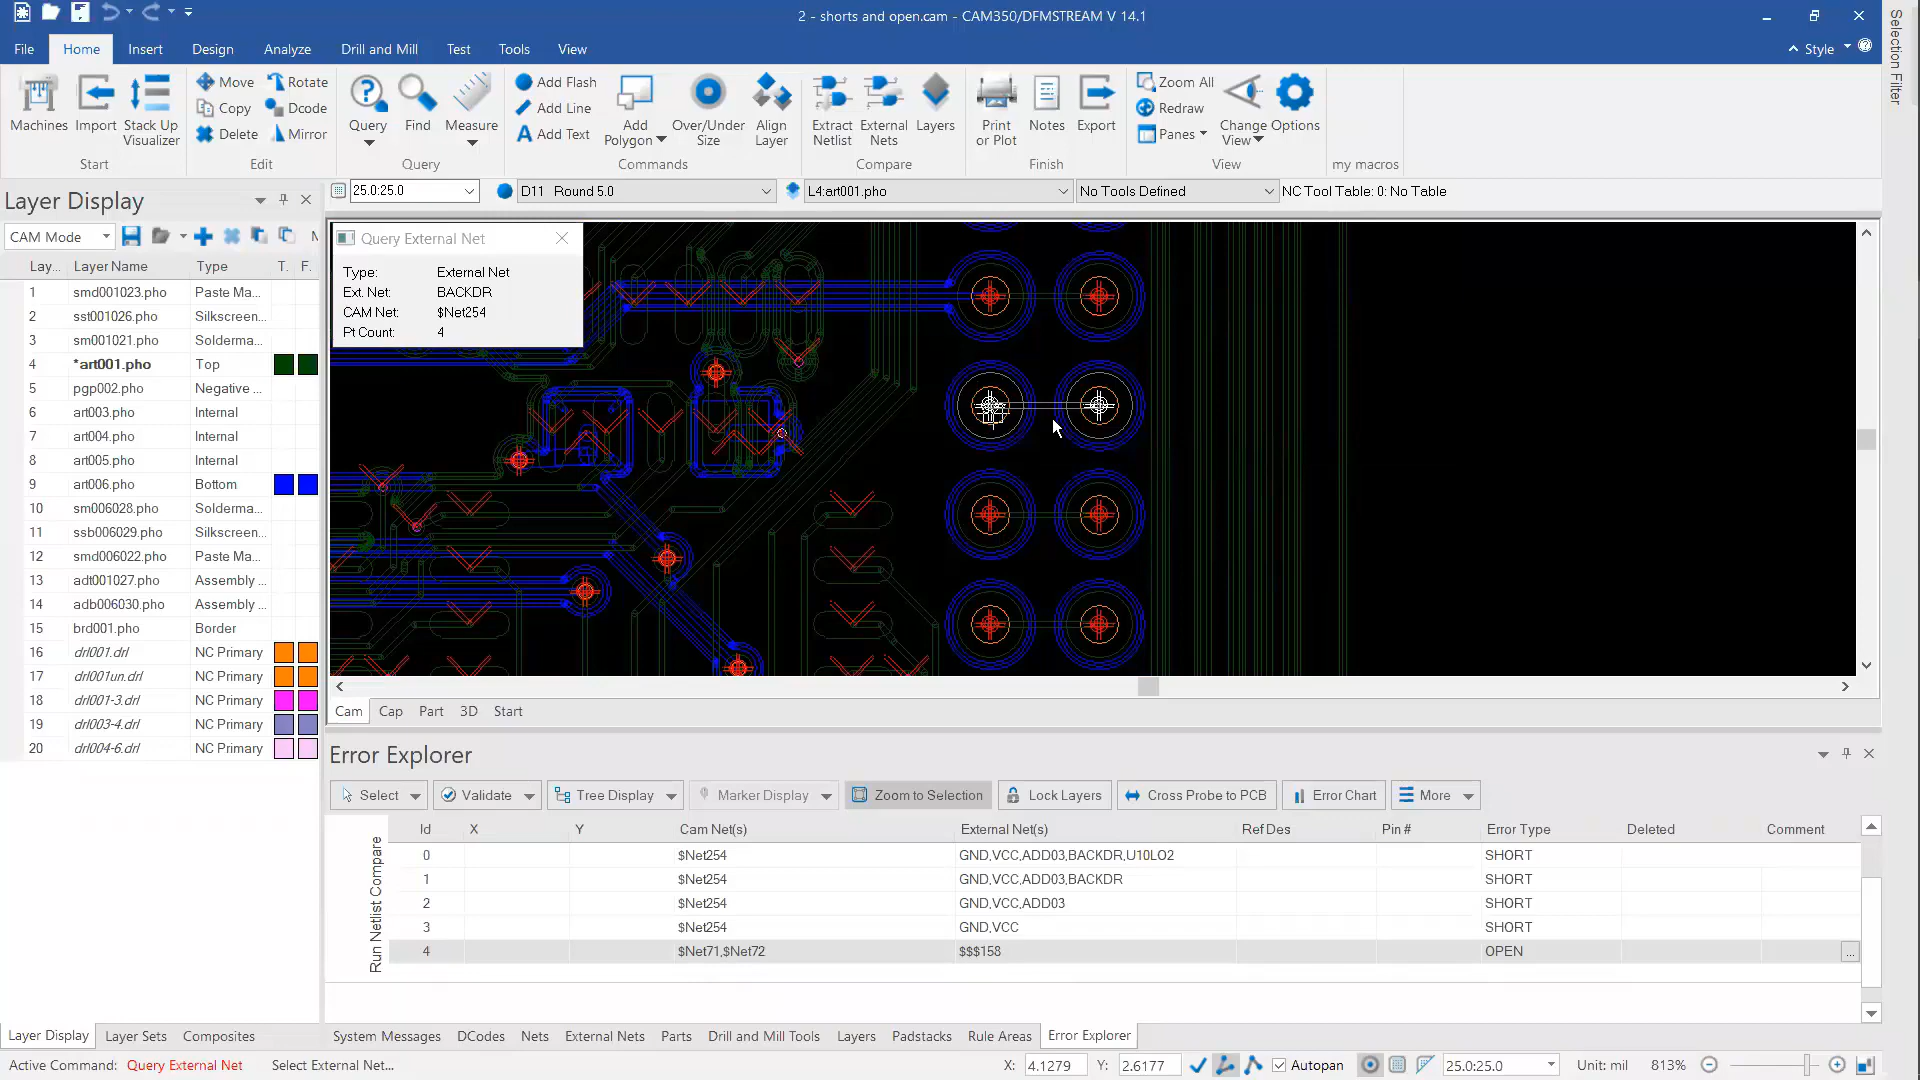 2 - shorts and open.cam - CAM350/DFMSTREAM V 14.1
File Home Insert Design Analyze Drill and Mill Test Tools View
Style
Selection Filter
Machines
Import
Stack Up Visualizer
Start
Move
Copy
Delete
Rotate
Dcode
Mirror
Edit
Query
Find
Measure
Query
Add Flash
Add Line
Add Text
Add Polygon
Over/Under Size
Align Layer
Commands
Extract Netlist
External Nets
Layers
Compare
Print or Plot
Notes
Export
Finish
Zoom All
Redraw
Panes
Change View
Options
View
my macros
Layer Display
25.0:25.0
D11 Round 5.0
L4:art001.pho
No Tools Defined
NC Tool Table: 0: No Table
CAM Mode
M
Lay... Layer Name Type T. F.
1 smd001023.pho Paste Ma...
2 sst001026.pho Silkscreen...
3 sm001021.pho Solderma...
4 *art001.pho Top
5 pgp002.pho Negative
6 art003.pho Internal
7 art004.pho Internal
8 art005.pho Internal
9 art006.pho Bottom
10 sm006028.pho Solderma...
11 ssb006029.pho Silkscreen...
12 smd006022.pho Paste Ma...
13 adt001027.pho Assembly ...
14 adb006030.pho Assembly ...
15 brd001.pho Border
16 drl001.drl NC Primary
17 drl001un.drl NC Primary
18 drl001-3.drl NC Primary
19 drl003-4.drl NC Primary
20 drl004-6.drl NC Primary
Query External Net
Type: External Net
Ext. Net: BACKDR
CAM Net: $Net254
Pt Count: 4
Cam Cap Part 3D Start
Error Explorer
Select Validate Tree Display Marker Display Zoom to Selection Lock Layers Cross Probe to PCB Error Chart More
Run Netlist Compare
Id X Y Cam Net(s) External Net(s) Ref Des Pin # Error Type Deleted Comment
0 $Net254 GND,VCC,ADD03,BACKDR,U10LO2 SHORT
1 $Net254 GND,VCC,ADD03,BACKDR SHORT
2 $Net254 GND,VCC,ADD03 SHORT
3 $Net254 GND,VCC SHORT
4 $Net71,$Net72 $$$158 OPEN ...
Layer Display Layer Sets Composites
System Messages DCodes Nets External Nets Parts Drill and Mill Tools Layers Padstacks Rule Areas Error Explorer
Active Command: Query External Net Select External Net...
X: 4.1279 Y: 2.6177 Autopan 25.0:25.0 Unit: mil 813%